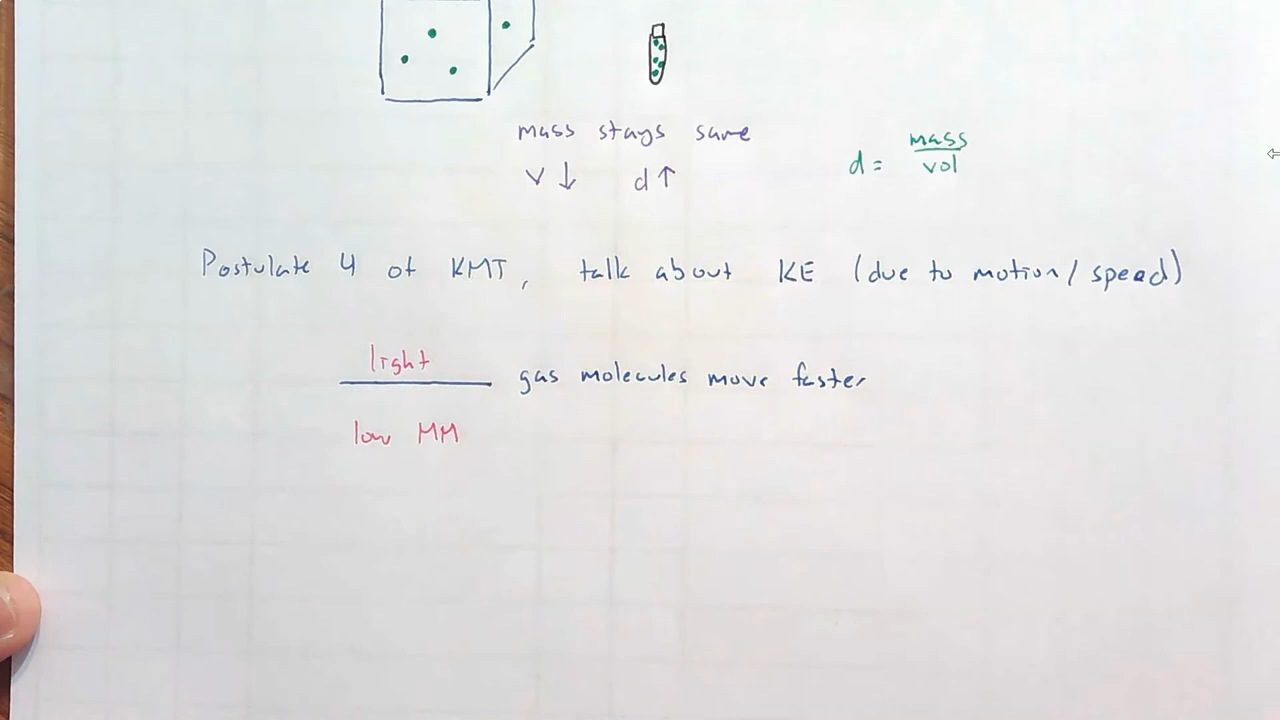 mass stays same
V ↓ d ↑
d = mass
vol
Postulate 4 of KMT, talk about KE (due to motion / speed)
light gas molecules move faster
low MM